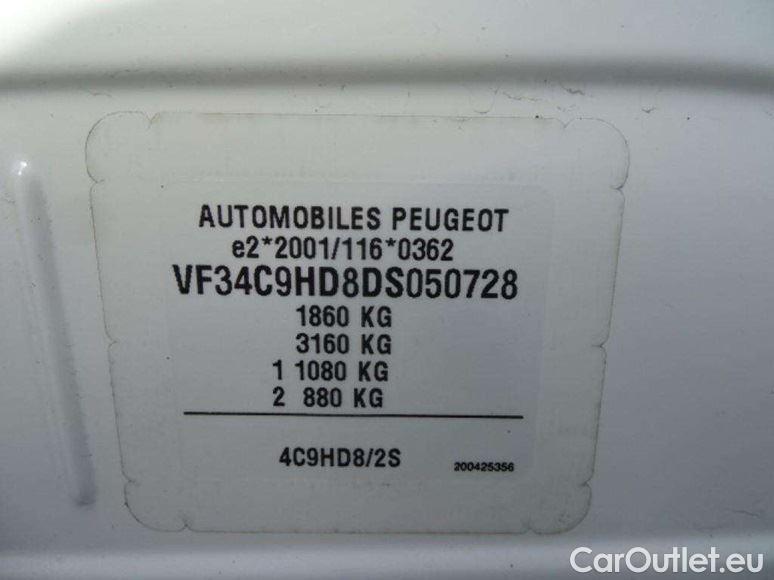 AUTOMOBILES PEUGEOT
e2*2001/116*0362
VF34C9HD8DS050728
1860 KG
3160 KG
1 1080 KG
2 880 KG
4C9HD8/2S 200425356
CarOutlet.eu